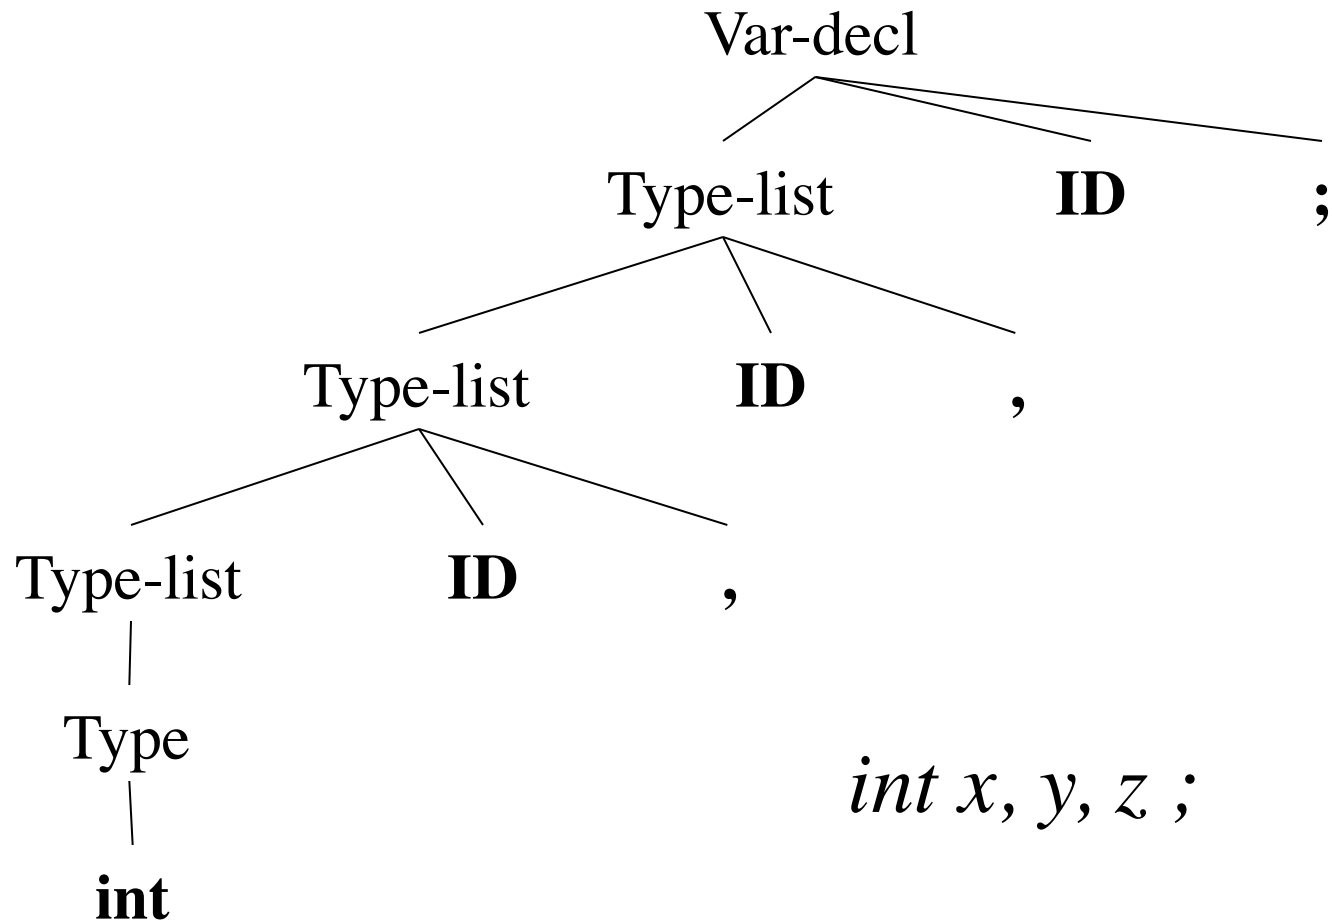 Var-decl
Type-list ID ;
Type-list ID ,
Type-list ID ,
Type
int x, y, z ;
int